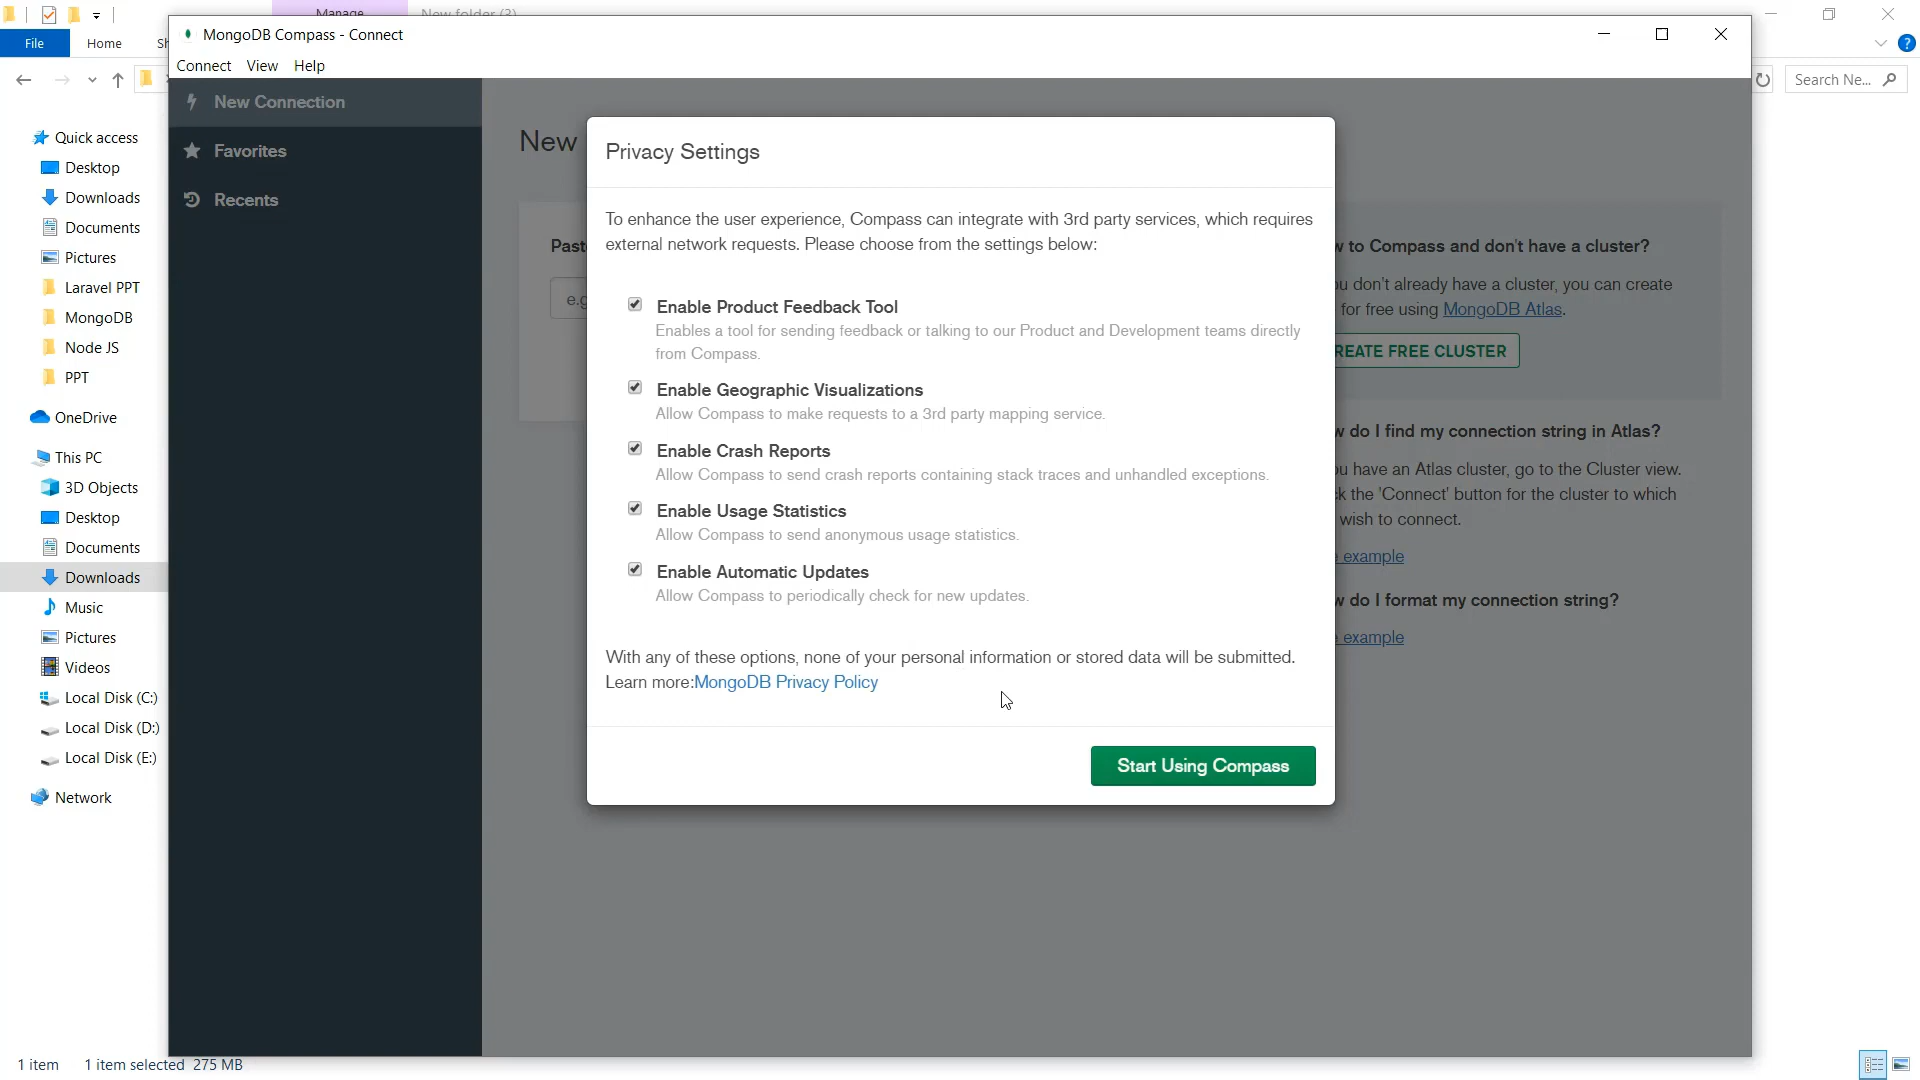 Manage
New folder (3)
File
Home
Sh
Search Ne...
MongoDB Compass - Connect
Connect
View
Help
Quick access
Desktop
Downloads
Documents
Pictures
Laravel PPT
MongoDB
Node JS
PPT
OneDrive
This PC
3D Objects
Desktop
Documents
Downloads
Music
Pictures
Videos
Local Disk (C:)
Local Disk (D:)
Local Disk (E:)
Network
New Connection
Favorites
Recents
New
Paste
e.g
Privacy Settings
To enhance the user experience, Compass can integrate with 3rd party services, which requires
external network requests. Please choose from the settings below:
Enable Product Feedback Tool
Enables a tool for sending feedback or talking to our Product and Development teams directly
from Compass.
Enable Geographic Visualizations
Allow Compass to make requests to a 3rd party mapping service.
Enable Crash Reports
Allow Compass to send crash reports containing stack traces and unhandled exceptions.
Enable Usage Statistics
Allow Compass to send anonymous usage statistics.
Enable Automatic Updates
Allow Compass to periodically check for new updates.
With any of these options, none of your personal information or stored data will be submitted.
Learn more:MongoDB Privacy Policy
Start Using Compass
w to Compass and don't have a cluster?
ou don't already have a cluster, you can create
for free using MongoDB Atlas.
REATE FREE CLUSTER
w do I find my connection string in Atlas?
ou have an Atlas cluster, go to the Cluster view.
k the 'Connect' button for the cluster to which
wish to connect.
example
w do I format my connection string?
example
1 item
1 item selected 275 MB